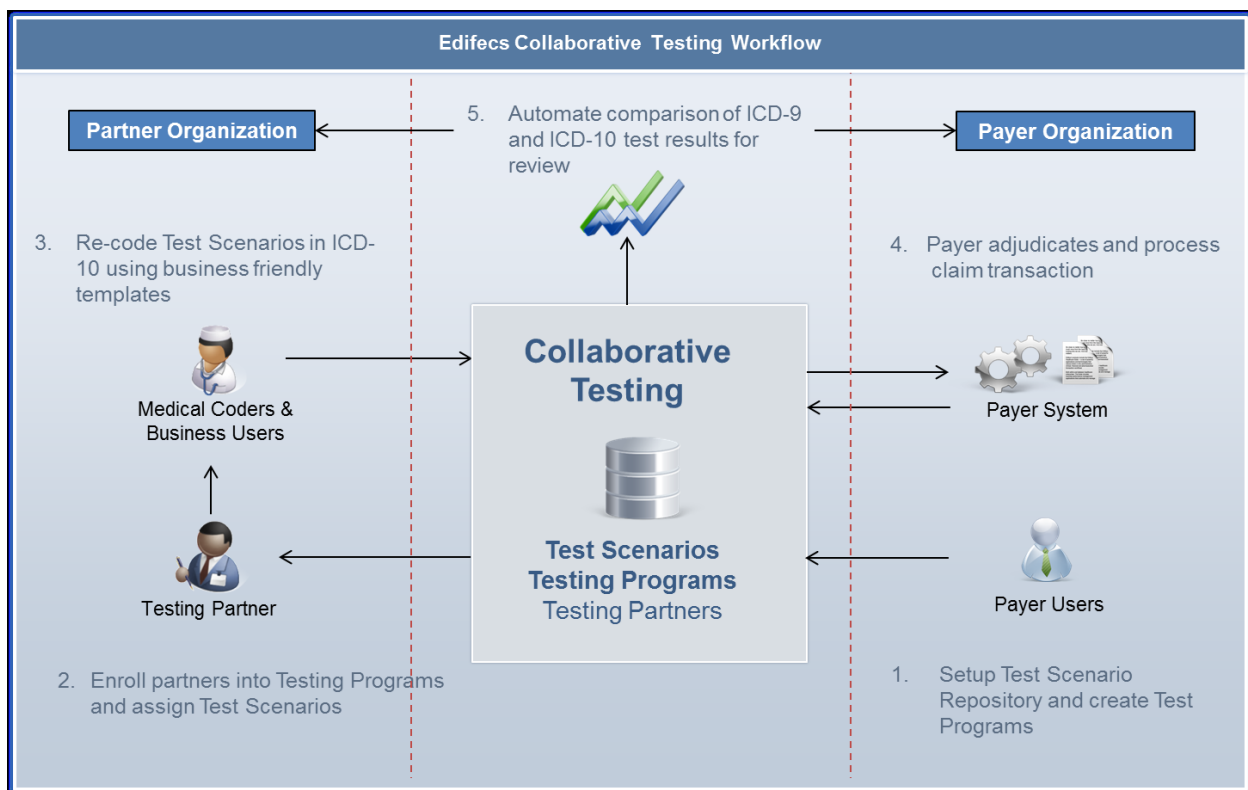 Edifecs Collaborative Testing Workflow
Partner Organization
5. Automate comparison of ICD-9
and ICD-10 test results for
review
Payer Organization
3. Re-code Test Scenarios in ICD-
10 using business friendly
templates
4. Payer adjudicates and process
claim transaction
Collaborative
Testing
Medical Coders &
Business Users
Payer System
Test Scenarios
Testing Programs
Testing Partners
Testing Partner
Payer Users
2. Enroll partners into Testing Programs
and assign Test Scenarios
1. Setup Test Scenario
Repository and create Test
Programs